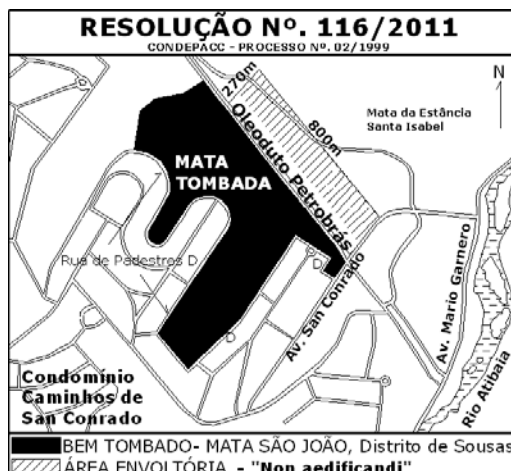 RESOLUÇÃO Nº. 116/2011
CONDEPACC - PROCESSO Nº. 02/1999
270m
N
Oleoduto Petrobrás
800m
Mata da Estância
Santa Isabel
MATA
TOMBADA
Rua de Padestros D
D
D
Av. San Conrado
Av. Mario Garnero
Rio Atibaia
Condomínio
Caminhos de
San Conrado
BEM TOMBADO- MATA SÃO JOÃO, Distrito de Sousas
ÁREA ENVOLTÓRIA - "Non aedificandi"